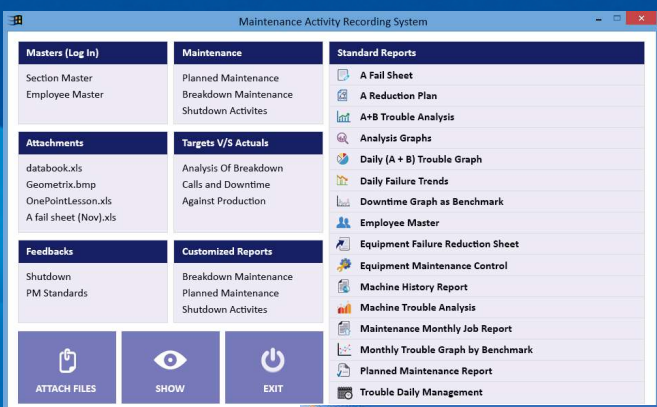 Maintenance Activity Recording System
Masters (Log In)
Section Master
Employee Master
Maintenance
Planned Maintenance
Breakdown Maintenance
Shutdown Activites
Attachments
databook.xls
Geometrix.bmp
OnePointLesson.xls
A fail sheet (Nov).xls
Targets V/S Actuals
Analysis Of Breakdown
Calls and Downtime
Against Production
Feedbacks
Shutdown
PM Standards
Customized Reports
Breakdown Maintenance
Planned Maintenance
Shutdown Activites
ATTACH FILES
SHOW
EXIT
Standard Reports
A Fail Sheet
A Reduction Plan
A+B Trouble Analysis
Analysis Graphs
Daily (A + B) Trouble Graph
Daily Failure Trends
Downtime Graph as Benchmark
Employee Master
Equipment Failure Reduction Sheet
Equipment Maintenance Control
Machine History Report
Machine Trouble Analysis
Maintenance Monthly Job Report
Monthly Trouble Graph by Benchmark
Planned Maintenance Report
Trouble Daily Management